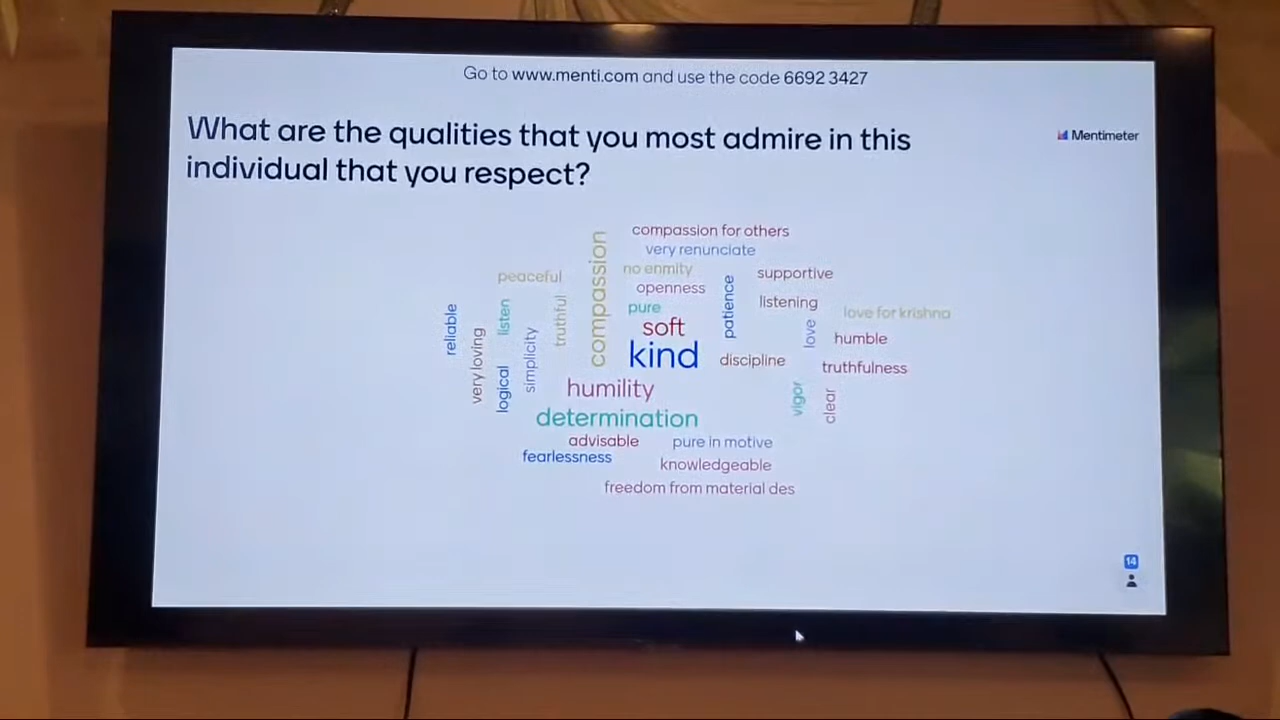 Go to www.menti.com and use the code 6692 3427
What are the qualities that you most admire in this
individual that you respect?
Mentimeter
compassion for others
very renunciate
no enmity
openness
pure
soft
kind
compassion
peaceful
truthful
listen
reliable
very loving
logical
simplicity
patience
supportive
listening
love
love for krishna
humble
discipline
truthfulness
vigor
clear
humility
determination
advisable
pure in motive
fearlessness
knowledgeable
freedom from material des
14